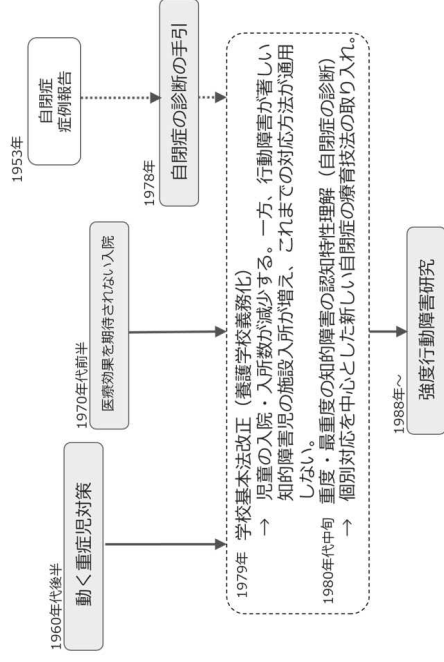 1960年代後半
動く重症児対策
1970年代前半
医療効果を期待されない入院
1953年
自閉症
症例報告
1978年
自閉症の診断の手引
1979年 学校基本法改正（養護学校義務化）
→ 児童の入院・入所数が減少する。一方、行動障害が著しい
知的障害児の施設入所が増え、これまでの対応方法が通用
しない。
1980年代中旬 重度・最重度の知的障害の認知特性理解（自閉症の診断）
→ 個別対応を中心とした新しい自閉症の療育技法の取り入れ。
1988年～
強度行動障害研究